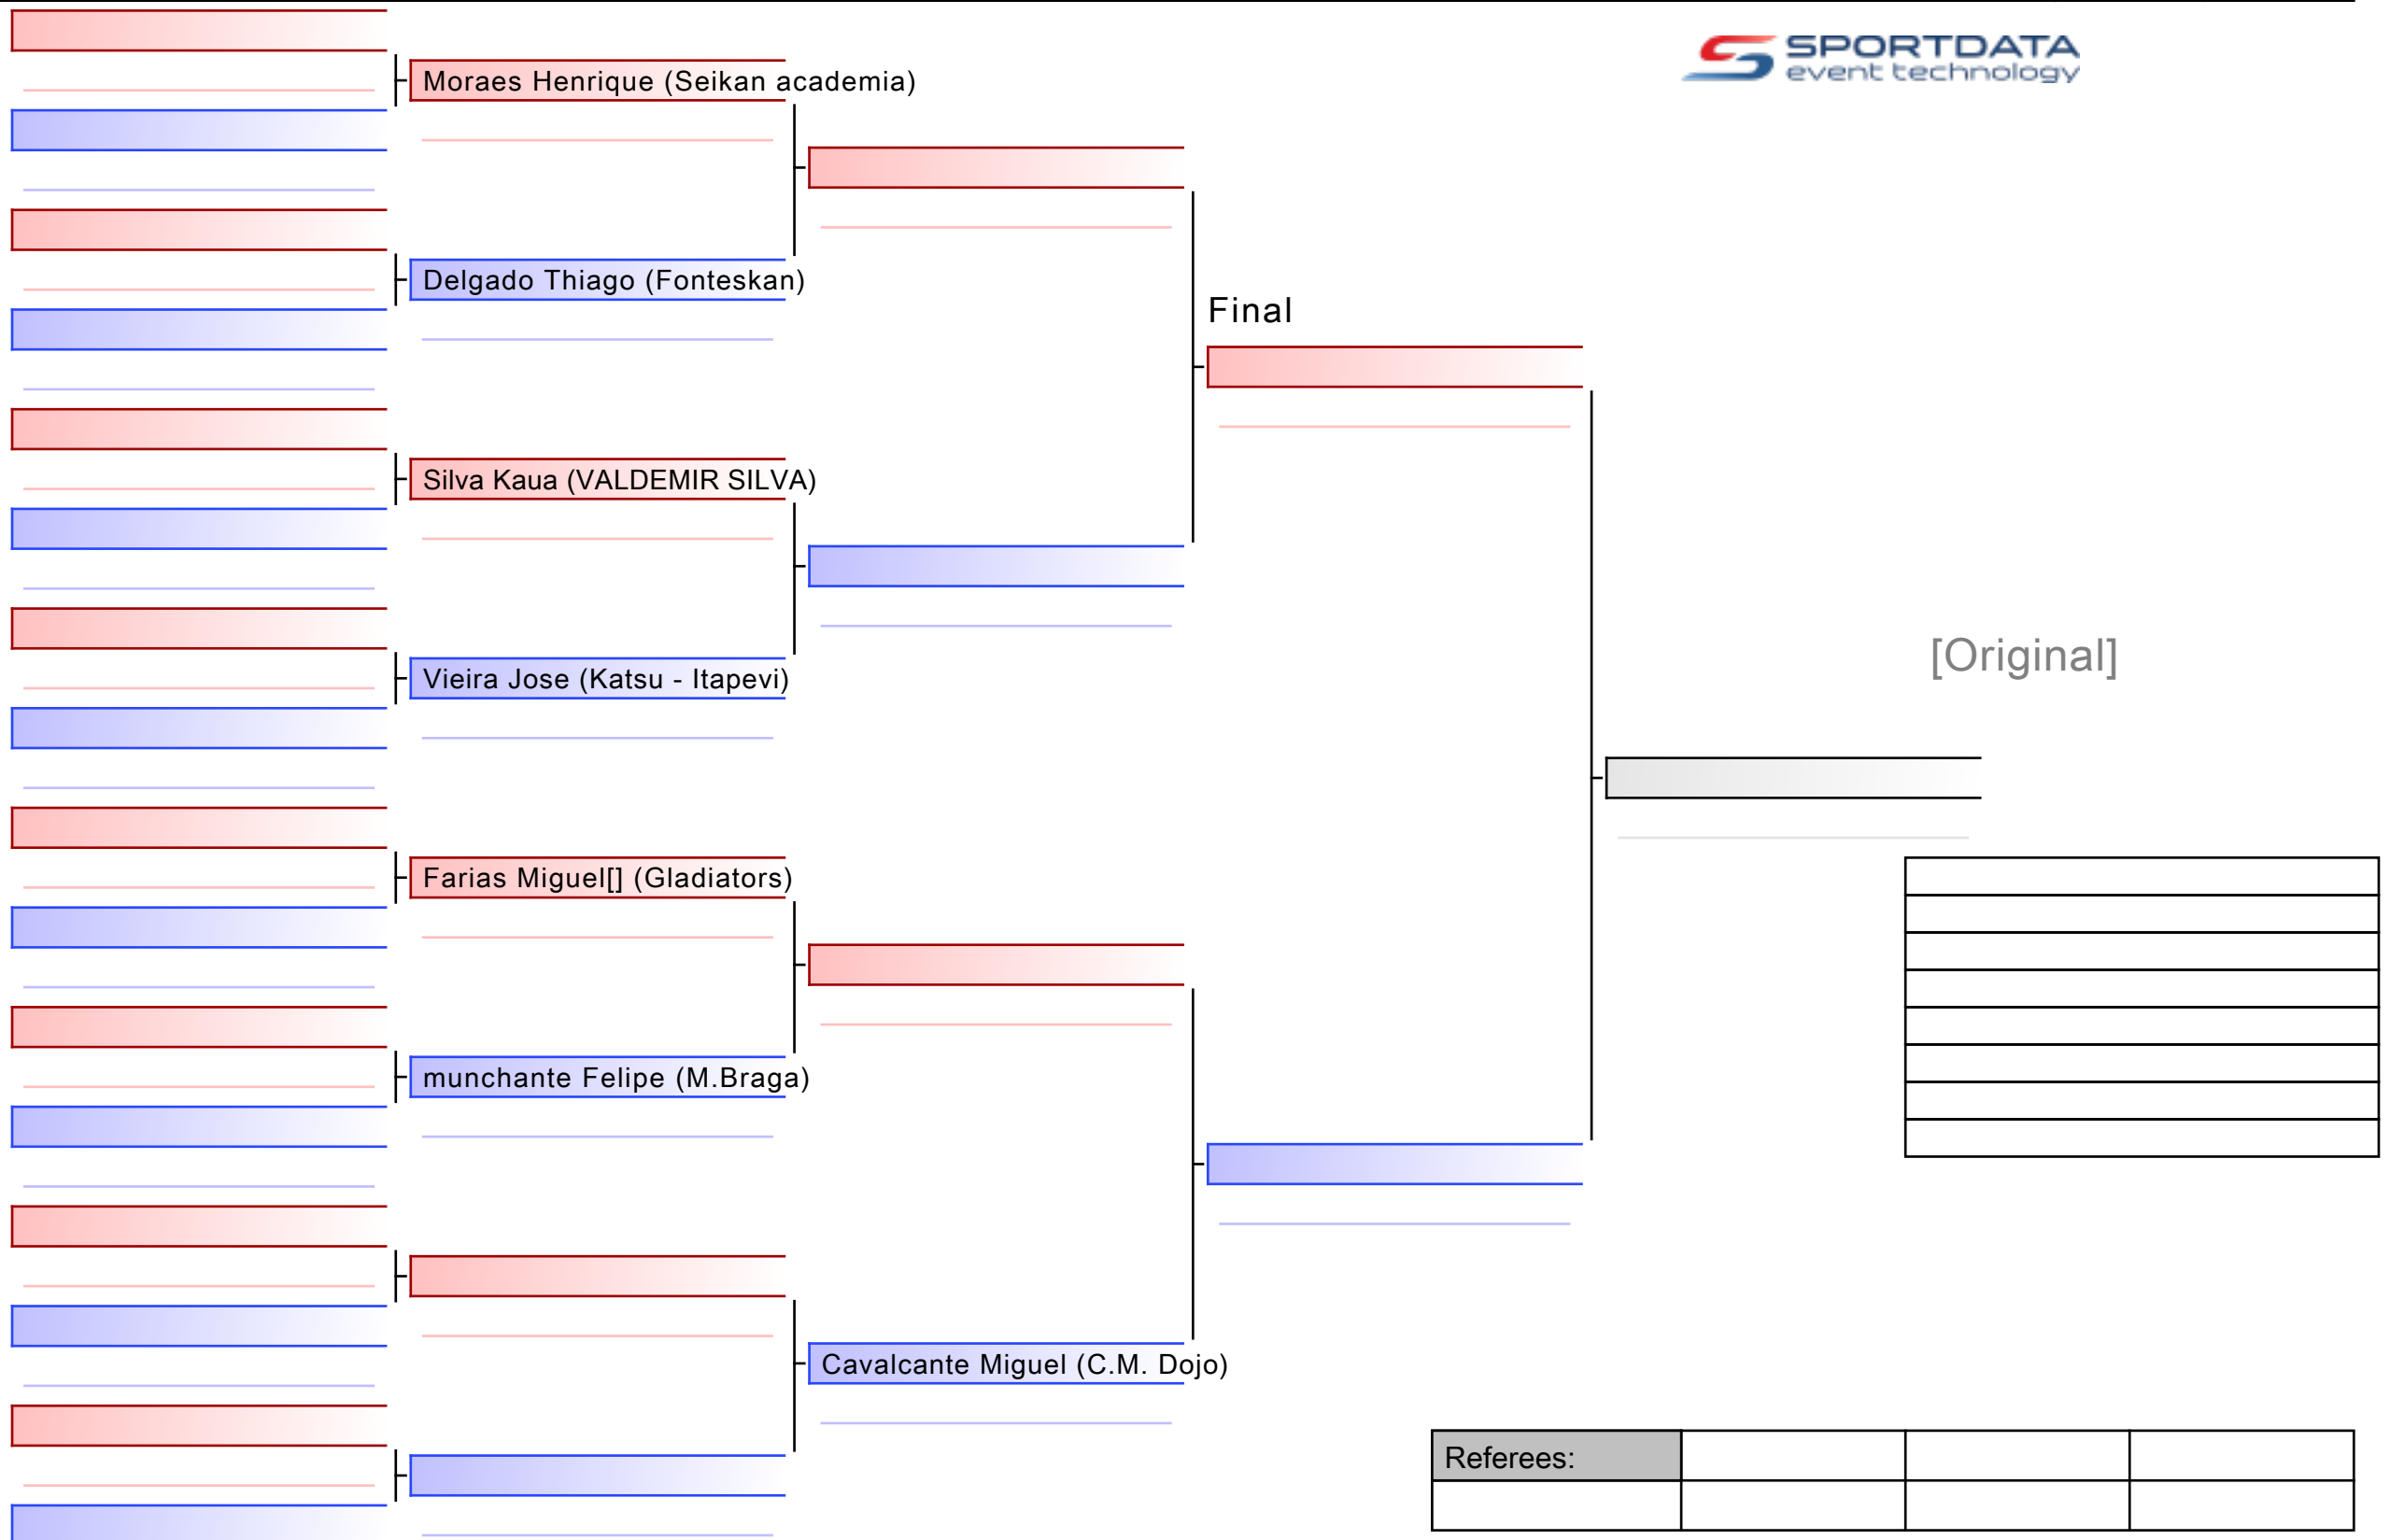 SPORTDATA
event technology
Moraes Henrique (Seikan academia)
Delgado Thiago (Fonteskan)
Final
Silva Kaua (VALDEMIR SILVA)
[Original]
Vieira Jose (Katsu - Itapevi)
Farias Miguel[] (Gladiators)
munchante Felipe (M.Braga)
Cavalcante Miguel (C.M. Dojo)
Referees: